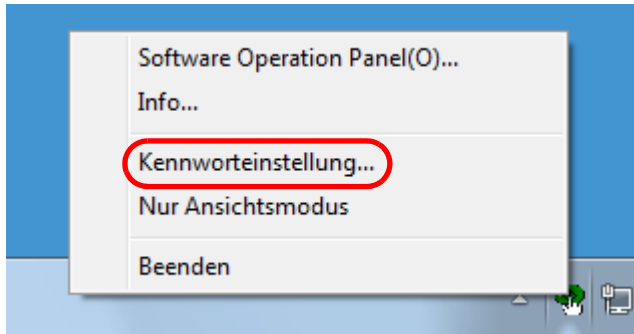 Software Operation Panel(O)...
Info...
Kennworteinstellung...
Nur Ansichtsmodus
Beenden